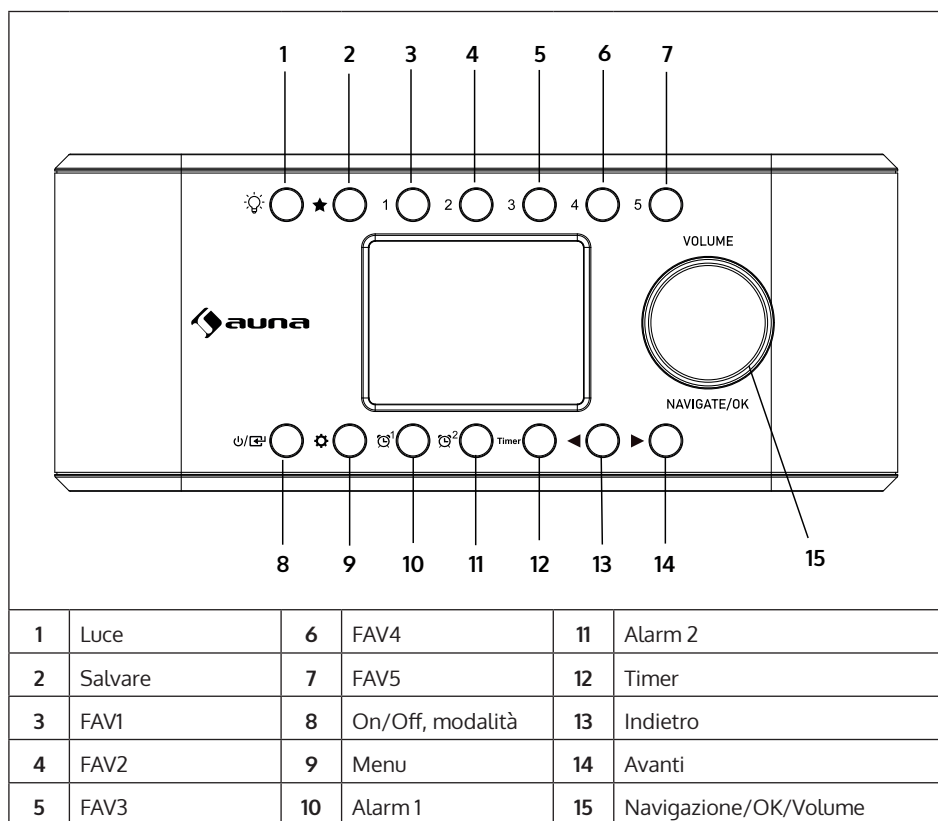 1 2 3 4 5 6 7
1 2 3 4 5
VOLUME
auna
NAVIGATE/OK
1 2 Timer
8 9 10 11 12 13 14 15
1 Luce 6 FAV4 11 Alarm 2
2 Salvare 7 FAV5 12 Timer
3 FAV1 8 On/Off, modalità 13 Indietro
4 FAV2 9 Menu 14 Avanti
5 FAV3 10 Alarm 1 15 Navigazione/OK/Volume